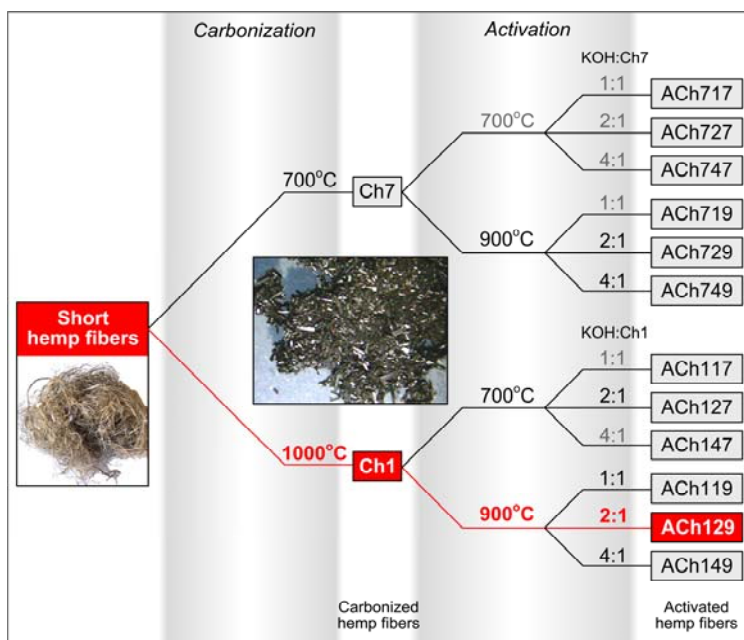 Carbonization
Activation
KOH:Ch7
1:1
ACh717
700°C
2:1
ACh727
4:1
ACh747
700°C
Ch7
1:1
ACh719
900°C
2:1
ACh729
4:1
ACh749
Short
hemp fibers
KOH:Ch1
1:1
ACh117
700°C
2:1
ACh127
4:1
ACh147
1000°C
Ch1
1:1
ACh119
900°C
2:1
ACh129
4:1
ACh149
Carbonized
hemp fibers
Activated
hemp fibers